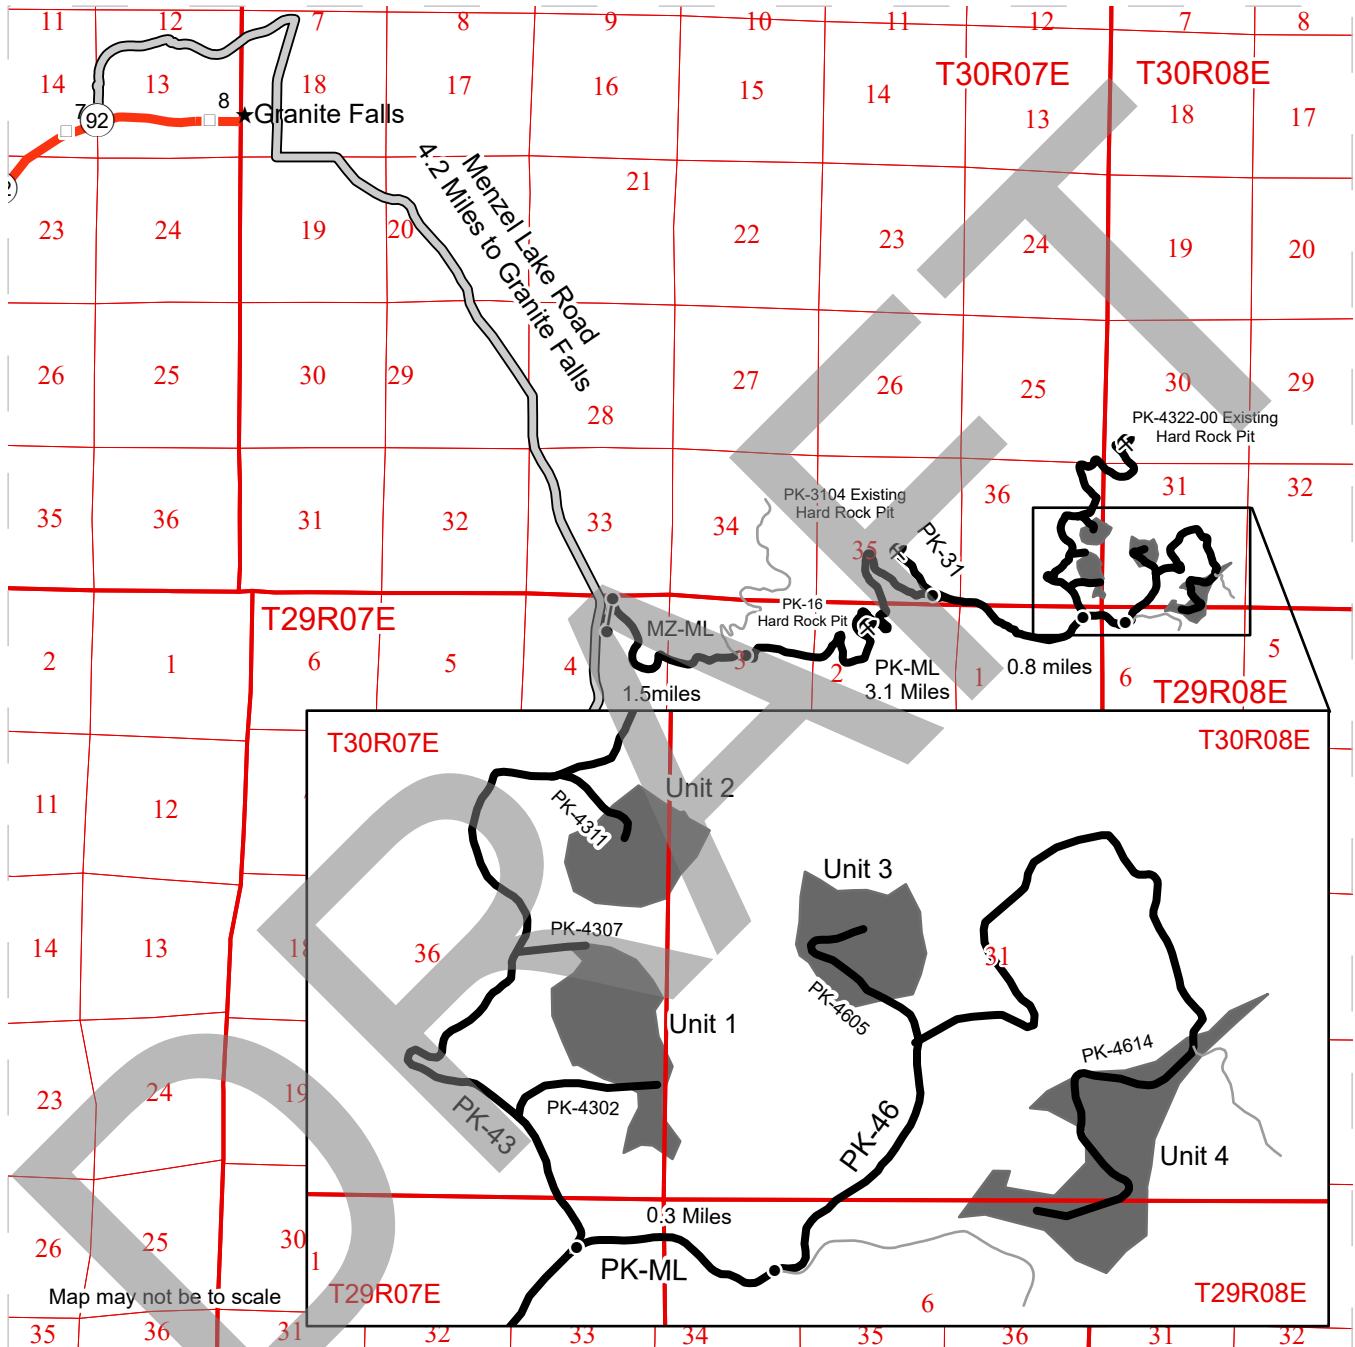 11
12
7
8
9
10
11
12
7
8
T30R07E
T30R08E
14
13
18
17
16
15
14
13
18
17
7
92
8
Granite Falls
Menzel Lake Road
4.2 Miles to Granite Falls
21
23
24
19
20
22
23
24
19
20
26
25
30
29
28
27
26
25
30
29
PK-4322-00 Existing
Hard Rock Pit
35
36
31
32
33
34
PK-3104 Existing
Hard Rock Pit
35
PK-31
36
31
32
T29R07E
PK-16
Hard Rock Pit
MZ-ML
2
1
6
5
4
3
2
1
6
5
1.5miles
PK-ML
3.1 Miles
0.8 miles
T29R08E
T30R07E
T30R08E
11
12
Unit 2
PK-4311
Unit 3
14
13
18
36
PK-4307
31
PK-4605
Unit 1
PK-4614
23
24
19
PK-43
PK-4302
PK-46
Unit 4
26
25
30
1
0.3 Miles
PK-ML
6
T29R07E
T29R08E
Map may not be to scale
35
36
31
32
33
34
35
36
31
32
DRAFT